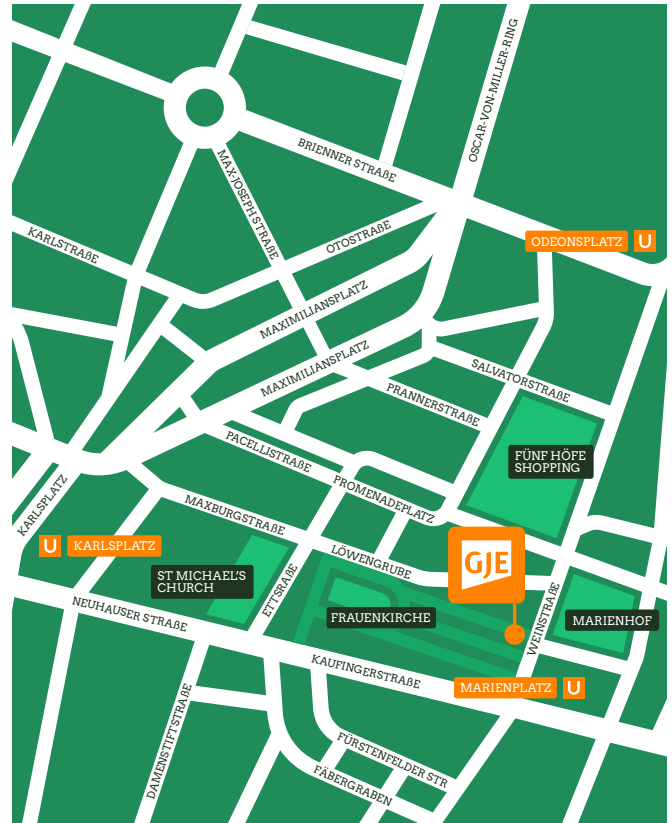 OSCAR-VON-MILLER-RING
BRIENNER STRAßE
MAX-JOSEPH STRAßE
KARLSTRAßE
OTOSTRAßE
ODEONSPLATZ U
MAXIMILIANSPLATZ
MAXIMILIANSPLATZ
SALVATORSTRAßE
PRANNERSTRAßE
PACELLISTRAßE
FÜNF HÖFE
SHOPPING
PROMENADEPLATZ
KARLSPLATZ
MAXBURGSTRAßE
U KARLSPLATZ
LÖWENGRUBE
GJE
ST MICHAEL'S
CHURCH
ETTSRAßE
FRAUENKIRCHE
WEINSTRAßE
MARIENHOF
NEUHAUSER STRAßE
KAUFINGERSTRAßE
MARIENPLATZ U
DAMENSTIFTSTRAßE
FÜRSTENFELDER STR
FÄBERGRABEN